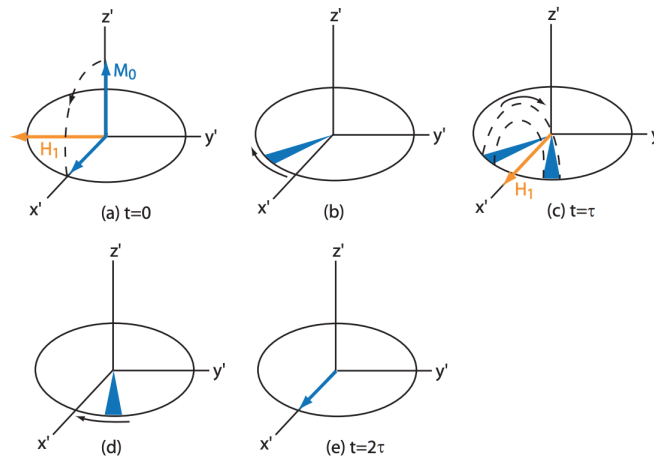 z'
M0
H1
y'
x'
(a) t=0
z'
y'
x'
(b)
z'
y
H1
x'
(c) t=τ
z'
y'
x'
(d)
z'
y'
x'
(e) t=2τ